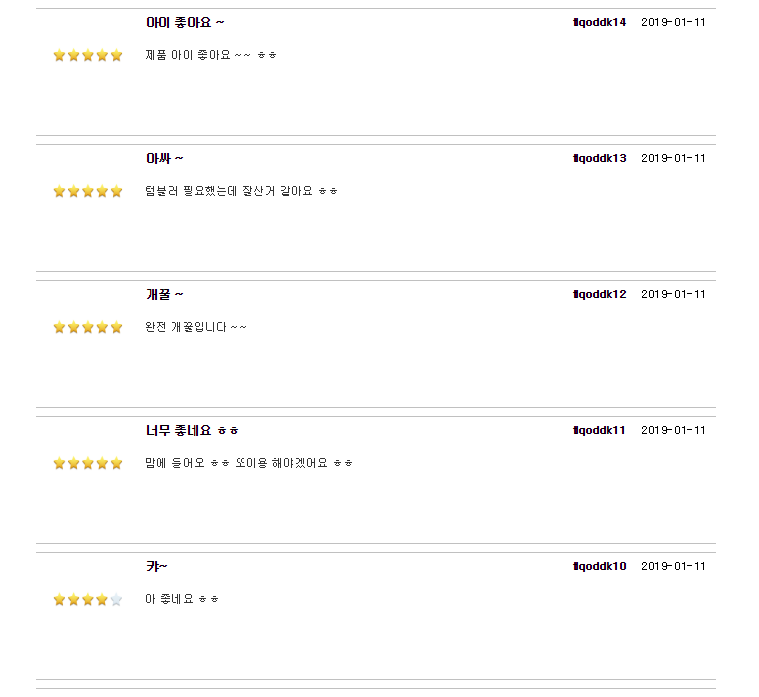 아이 좋아요 ~ flqoddk14 2019-01-11
제품 아이 좋아요 ~~ ㅎㅎ
아싸 ~ flqoddk13 2019-01-11
텀블러 필요했는데 잘산거 같아요 ㅎㅎ
개꿀 ~ flqoddk12 2019-01-11
완전 개꿀입니다 ~~
너무 좋네요 ㅎㅎ flqoddk11 2019-01-11
맘에 들어오 ㅎㅎ 또이용 해야겠어요 ㅎㅎ
캬~ flqoddk10 2019-01-11
아 좋네요 ㅎㅎ